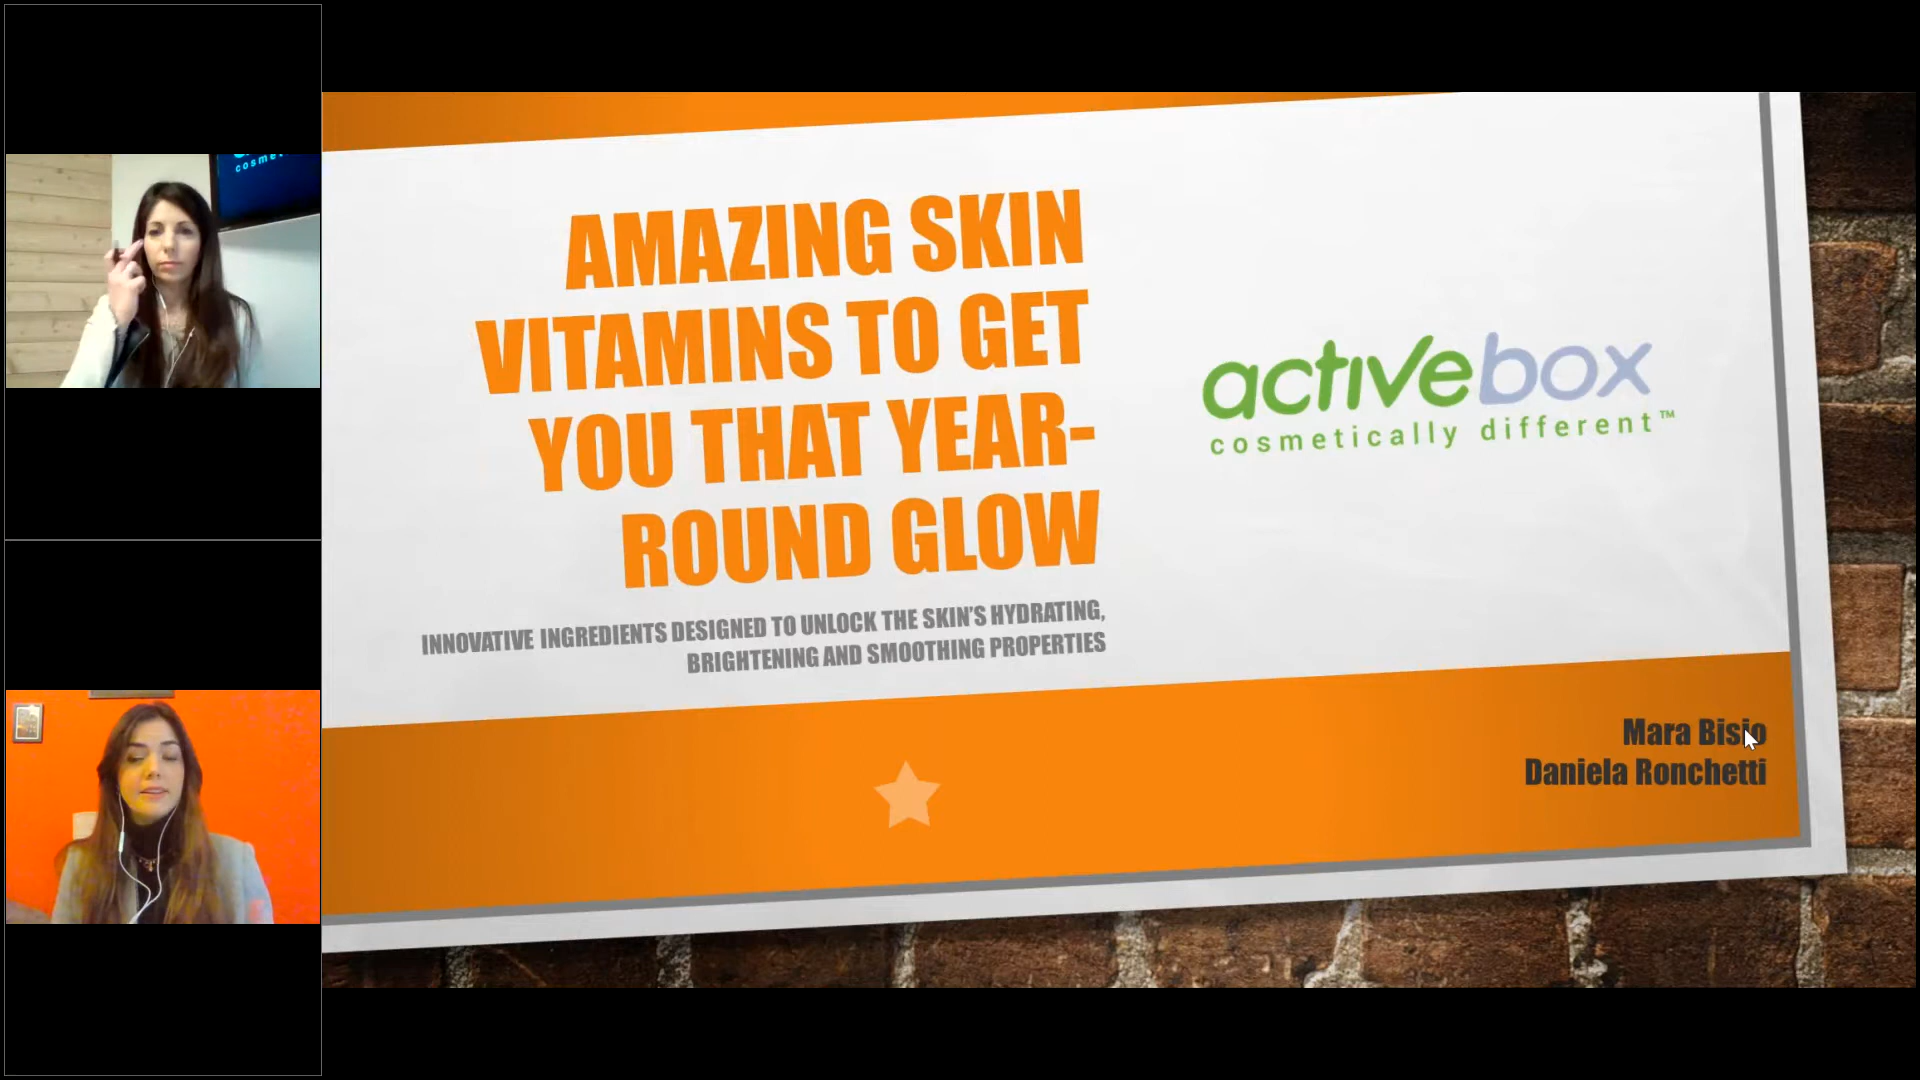 cosme
AMAZING SKIN
VITAMINS TO GET
YOU THAT YEAR-
ROUND GLOW
INNOVATIVE INGREDIENTS DESIGNED TO UNLOCK THE SKIN'S HYDRATING,
BRIGHTENING AND SMOOTHING PROPERTIES
activebox
cosmetically different™
Mara Bisio
Daniela Ronchetti